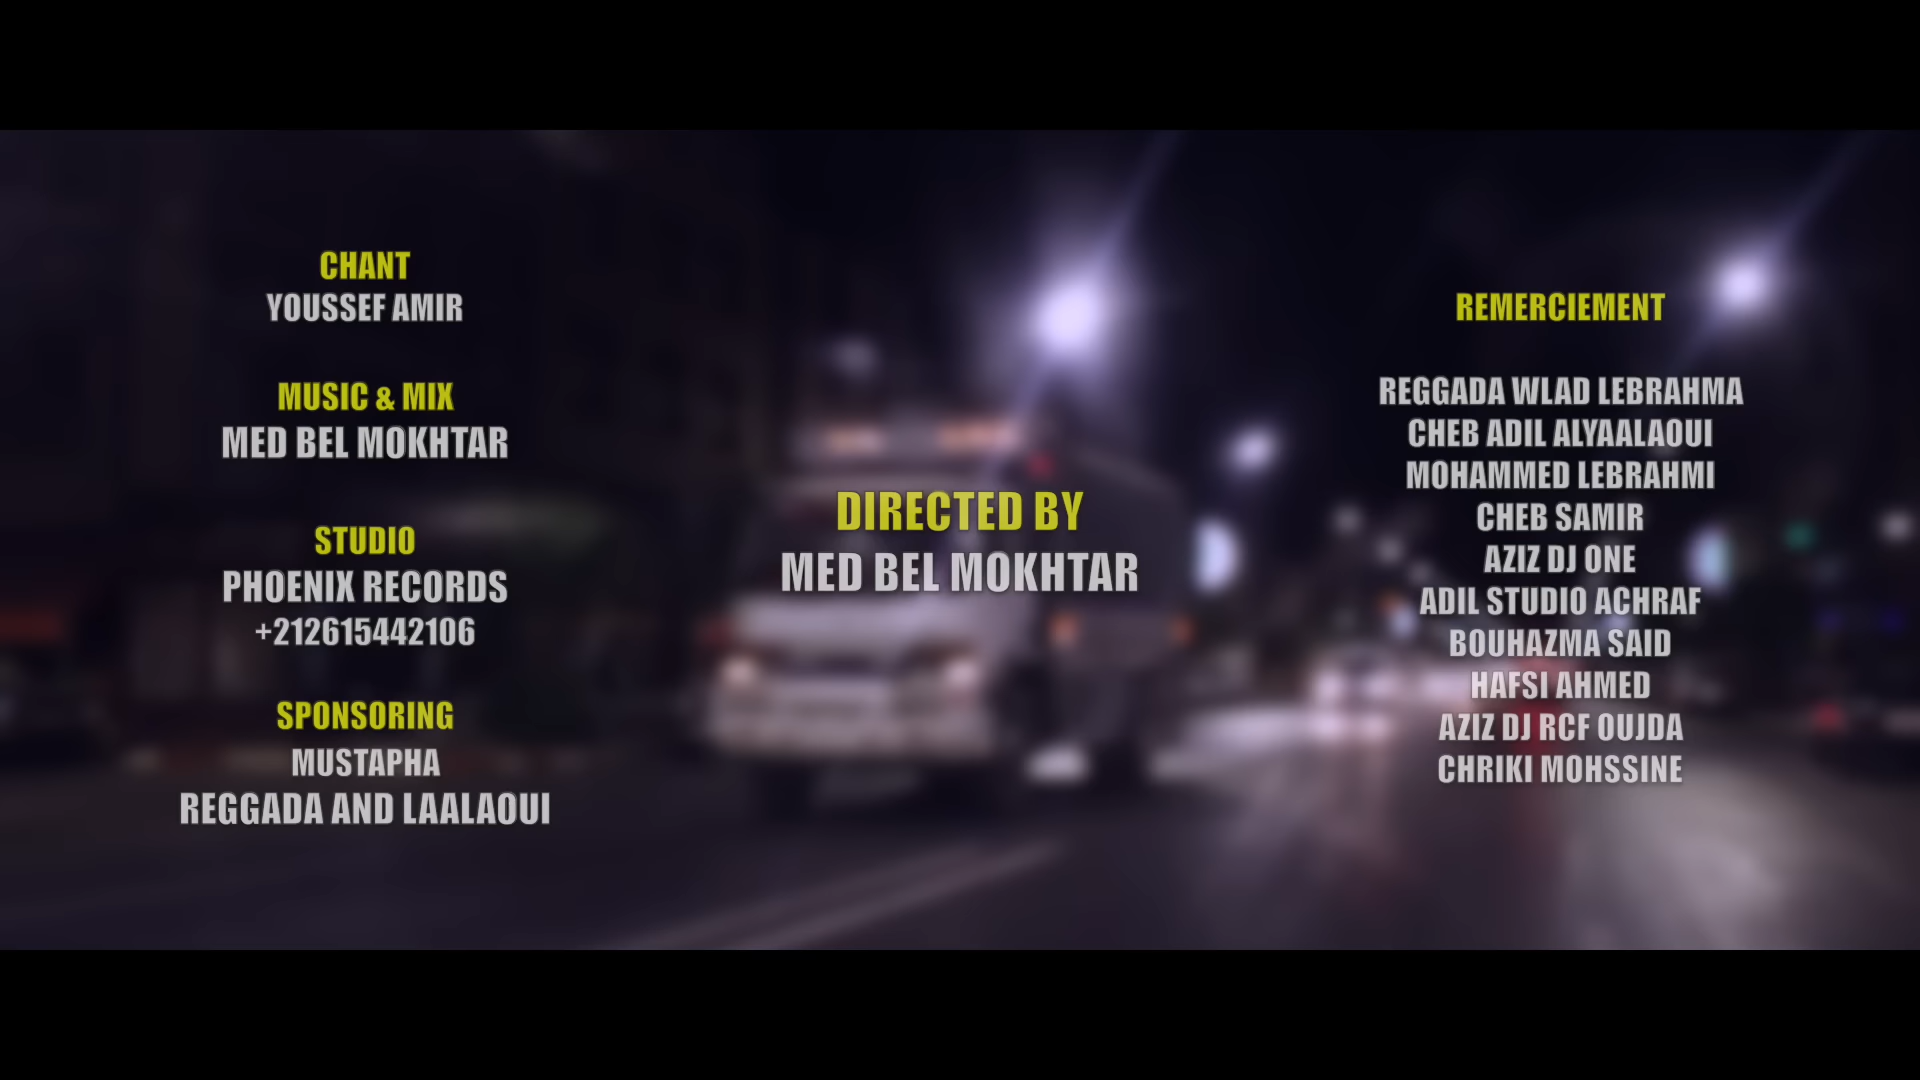 CHANT
YOUSSEF AMIR
MUSIC & MIX
MED BEL MOKHTAR
STUDIO
PHOENIX RECORDS
+212615442106
SPONSORING
MUSTAPHA
REGGADA AND LAALAOUI
DIRECTED BY
MED BEL MOKHTAR
REMERCIEMENT
REGGADA WLAD LEBRAHMA
CHEB ADIL ALYAALAOUI
MOHAMMED LEBRAHMI
CHEB SAMIR
AZIZ DJ ONE
ADIL STUDIO ACHRAF
BOUHAZMA SAID
HAFSI AHMED
AZIZ DJ RCF OUJDA
CHRIKI MOHSSINE